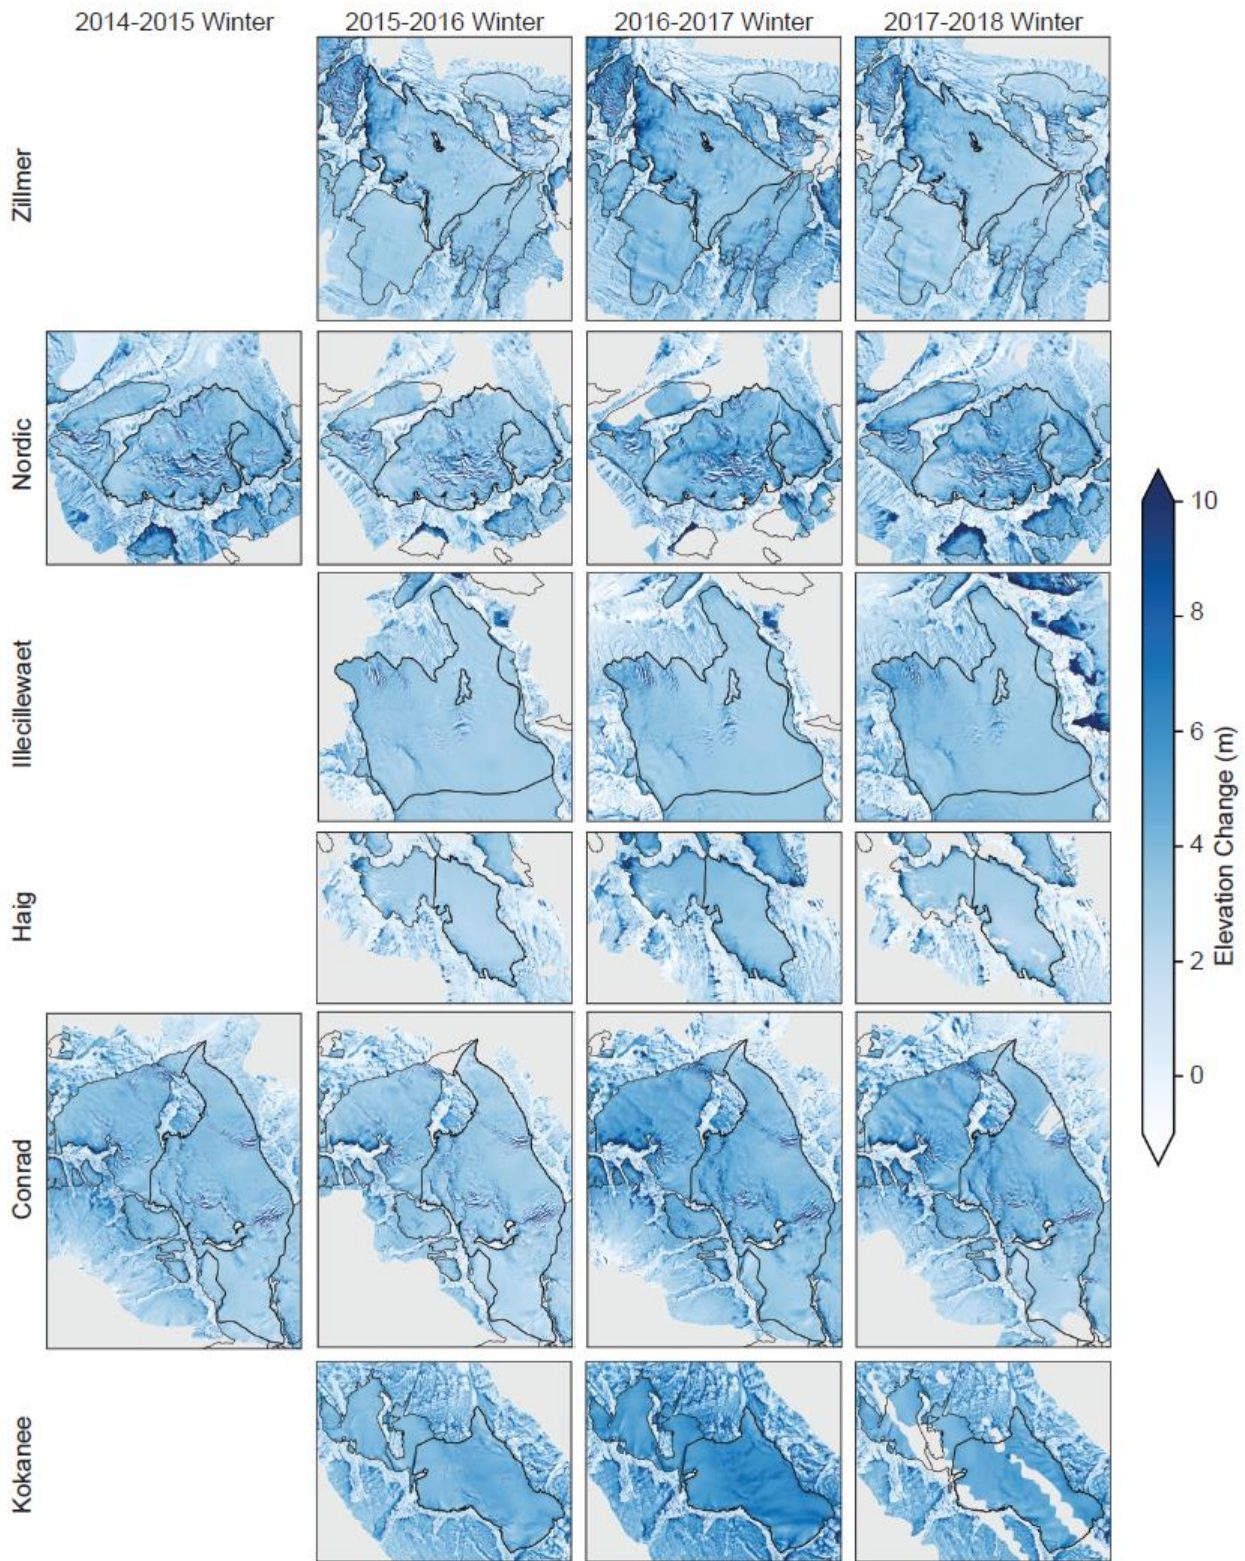 2014-2015 Winter
2015-2016 Winter
2016-2017 Winter
2017-2018 Winter
Zillmer
Nordic
Illecillewaet
Haig
Conrad
Kokanee
10
8
6
4
2
0
Elevation Change (m)